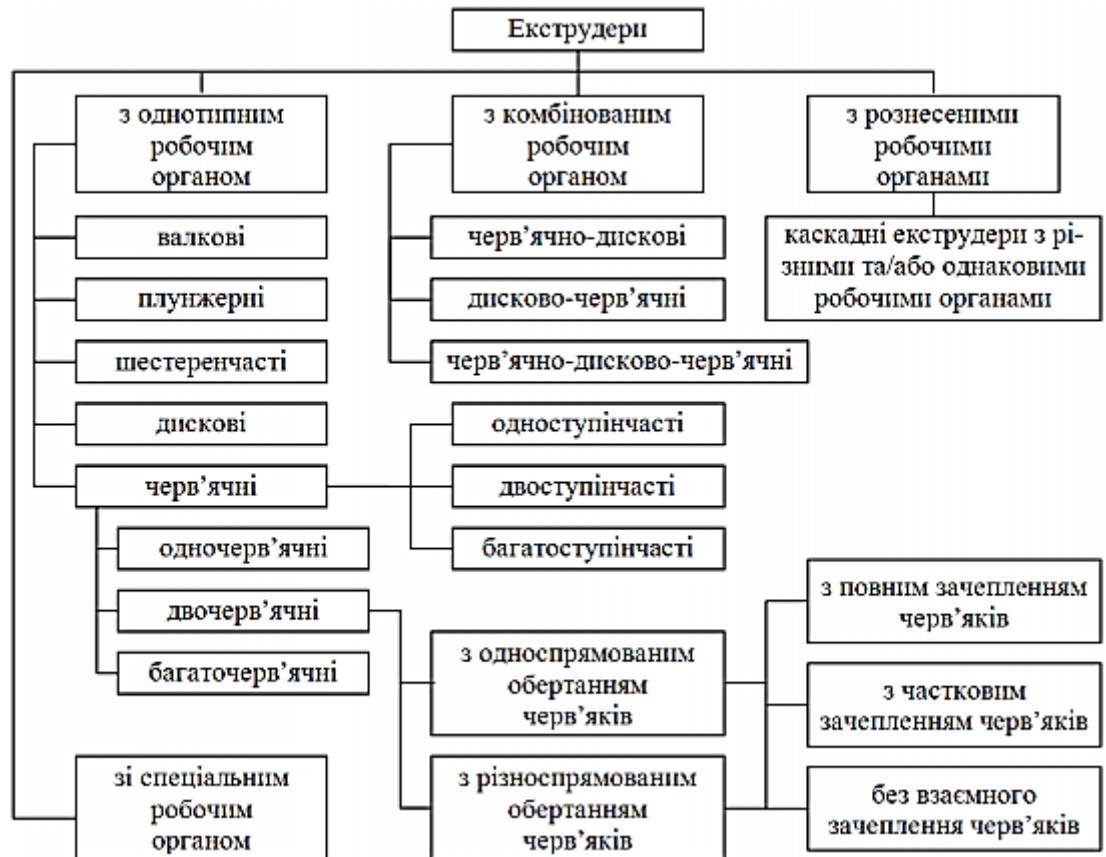 Екструдери
з однотипним
робочим
органом
з комбінованим
робочим
органом
з рознесеними
робочими
органами
валкові
плунжерні
шестеренчасті
дискові
черв’ячні
одночерв’ячні
двочерв’ячні
багаточерв’ячні
черв’ячно-дискові
дисково-черв’ячні
черв’ячно-дисково-черв’ячні
одноступінчасті
двоступінчасті
багатоступінчасті
каскадні екструдери з рі-
зними та/або однаковими
робочими органами
з односпрямованим
обертанням
черв’яків
з різноспрямованим
обертанням
черв’яків
з повним зачепленням
черв’яків
з частковим
зачепленням черв’яків
без взаємного
зачеплення черв’яків
зі спеціальним
робочим
органом